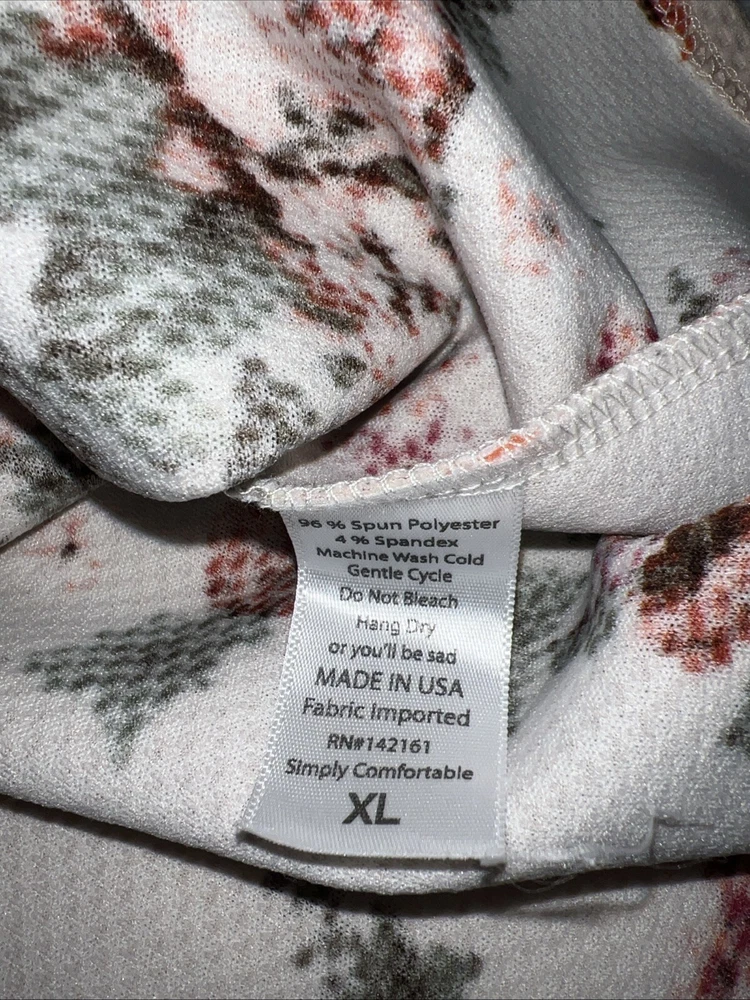 96 % Spun Polyester
4 % Spandex
Machine Wash Cold
Gentle Cycle
Do Not Bleach
Hang Dry
or you'll be sad
MADE IN USA
Fabric Imported
RN#142161
Simply Comfortable
XL